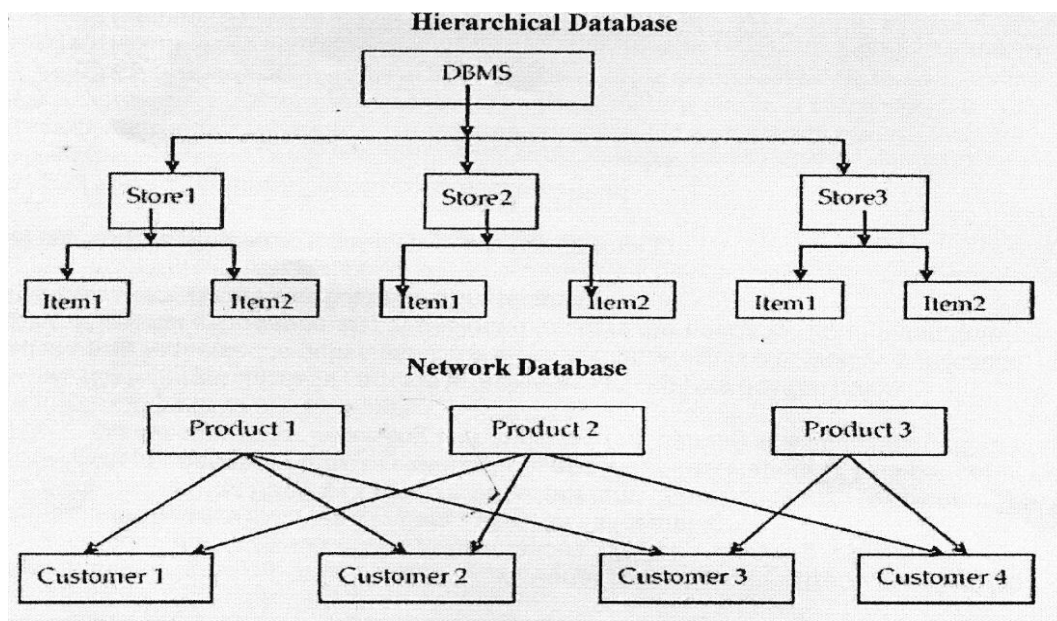 Hierarchical Database
DBMS
Store1 Store2 Store3
Item1 Item2 Item1 Item2 Item1 Item2
Network Database
Product 1 Product 2 Product 3
Customer 1 Customer 2 Customer 3 Customer 4